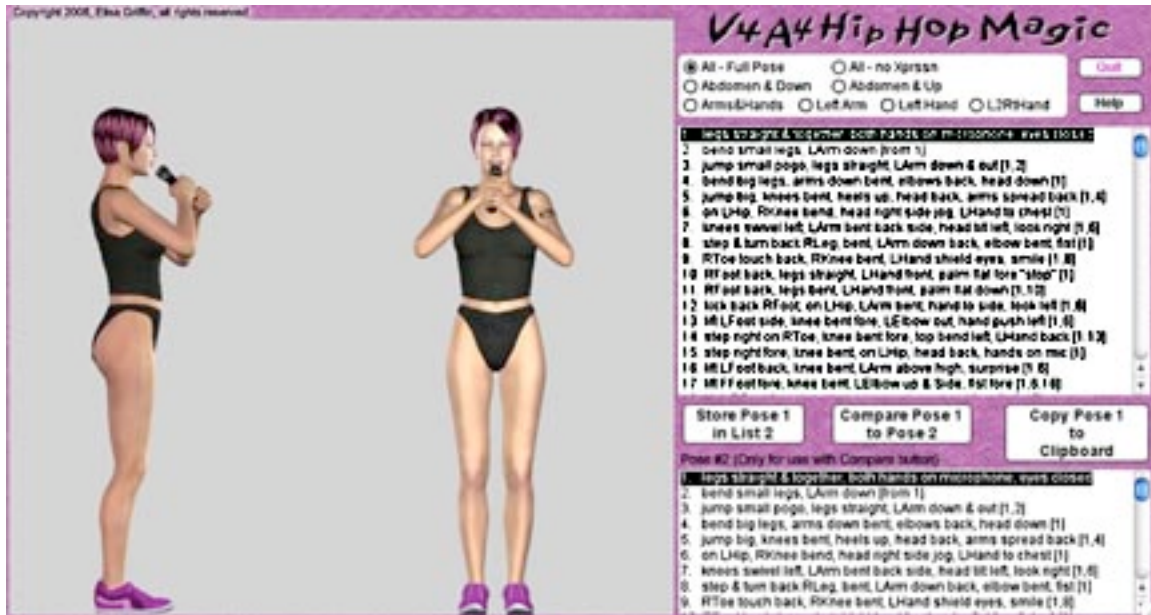 Copyright 2008, Elisa Griffin, all rights reserved
V4A4 Hip Hop Magic
All - Full Pose
All - no Xprssn
Quit
Abdomen & Down
Abdomen & Up
Arms&Hands
Left Arm
Left Hand
L2RtHand
Help
1. legs straight & together, both hands on microphone, eyes closed
2. bend small legs, LArm down [from 1]
3. jump small pogo, legs straight, LArm down & out [1,2]
4. bend big legs, arms down bent, elbows back, head down [1]
5. jump big, knees bent, heels up, head back, arms spread back [1,4]
6. on LHip, RKnee bend, head right side jog, LHand to chest [1]
7. knees swivel left, LArm bent back side, head tilt left, look right [1,6]
8. step & turn back RLeg, bent, LArm down back, elbow bent, fist [1]
9. RToe touch back, RKnee bent, LHand shield eyes, smile [1,8]
10 RFoot back, legs straight, LHand front, palm flat fore "stop" [1]
11 RFoot back, legs bent, LHand front, palm flat down [1,10]
12 kick back RFoot, on LHip, LArm bent, hand to side, look left [1,6]
13 lift LFoot side, knee bent fore, LElbow out, hand push left [1,6]
14 step right on RToe, knee bent fore, top bend left, LHand back [1,13]
15 step right fore, knee bent, on LHip, head back, hands on mic [1]
16 lift LFoot back, knee bent, LArm above high, surprise [1,6]
17 lift FFoot fore, knee bent, LElbow up & Side, fist fore [1,6,16]
Store Pose 1
in List 2
Compare Pose 1
to Pose 2
Copy Pose 1
to
Clipboard
Pose #2 (Only for use with Compare button)
1. legs straight & together, both hands on microphone, eyes closed
2. bend small legs, LArm down [from 1]
3. jump small pogo, legs straight, LArm down & out [1,2]
4. bend big legs, arms down bent, elbows back, head down [1]
5. jump big, knees bent, heels up, head back, arms spread back [1,4]
6. on LHip, RKnee bend, head right side jog, LHand to chest [1]
7. knees swivel left, LArm bent back side, head tilt left, look right [1,6]
8. step & turn back RLeg, bent, LArm down back, elbow bent, fist [1]
9. RToe touch back, RKnee bent, LHand shield eyes, smile [1,8]